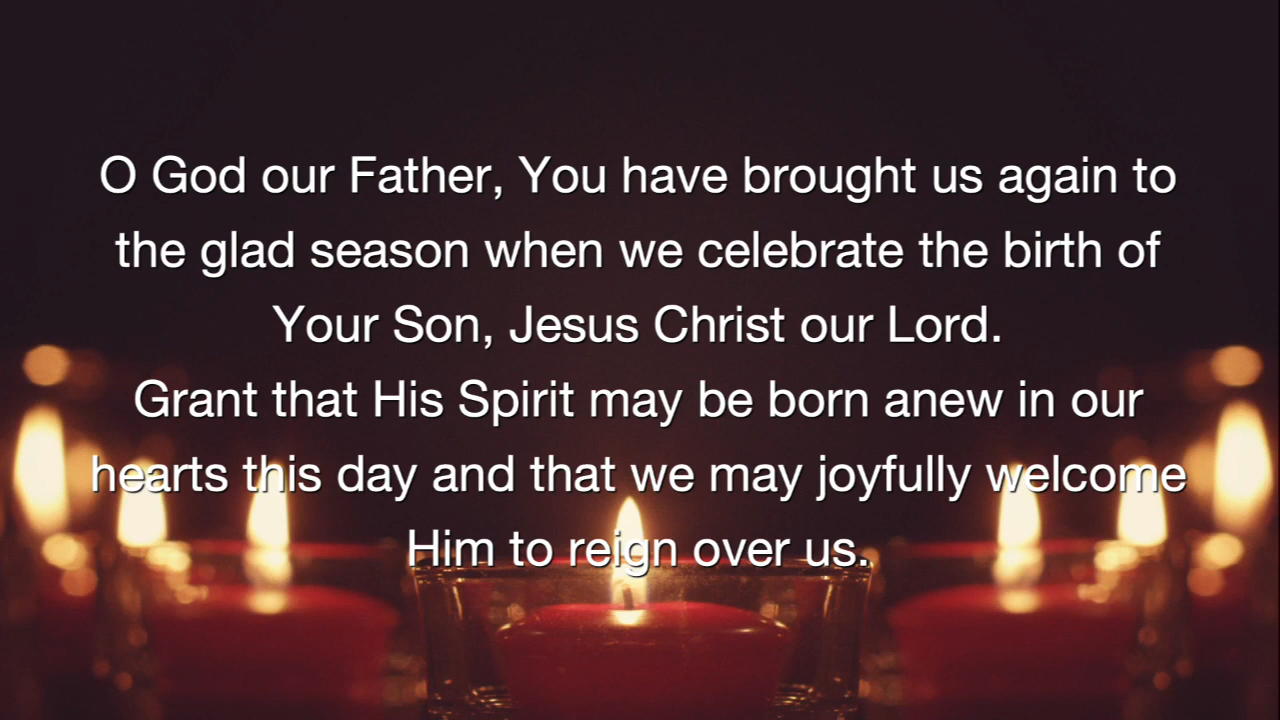 O God our Father, You have brought us again to
the glad season when we celebrate the birth of
Your Son, Jesus Christ our Lord.
Grant that His Spirit may be born anew in our
hearts this day and that we may joyfully welcome
Him to reign over us.